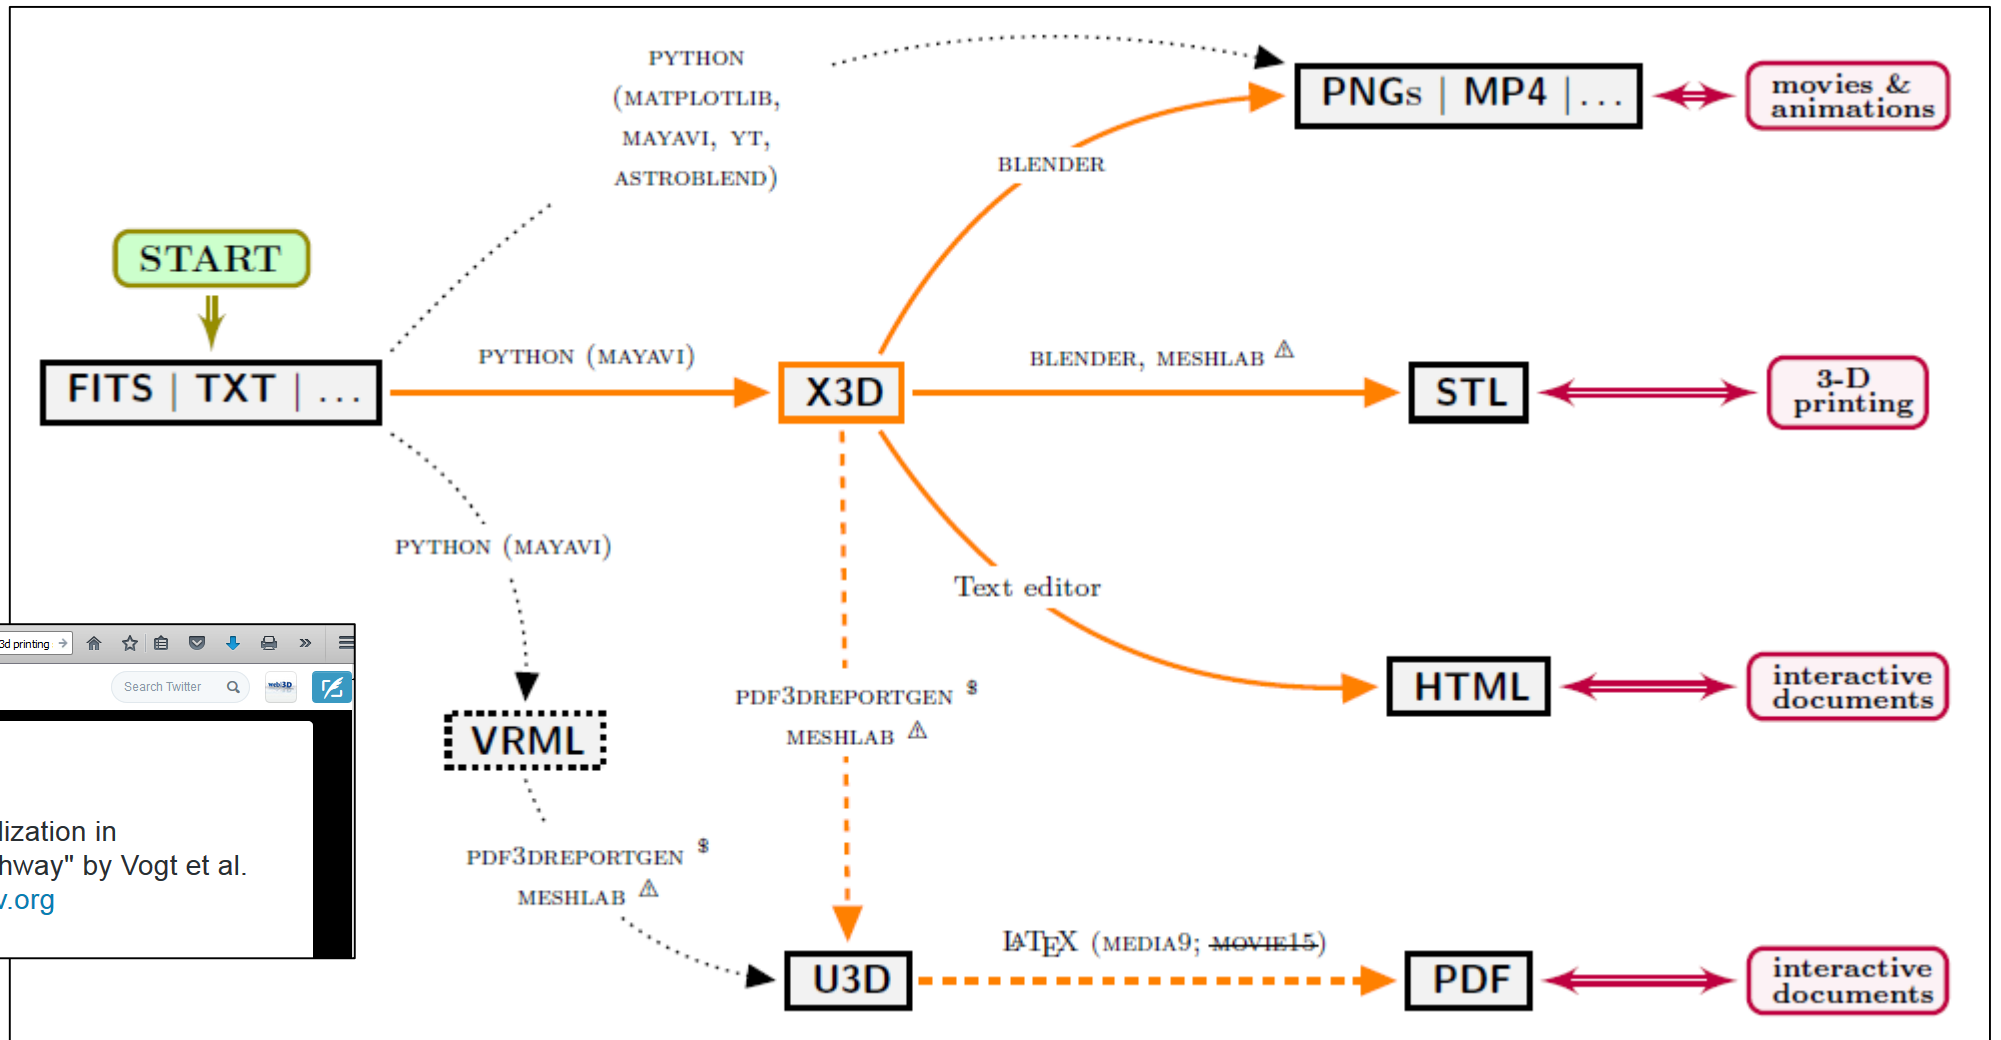 PYTHON
(MATPLOTLIB,
MAYAVI, YT,
ASTROBLEND)
PNGs | MP4 |...
movies &
animations
BLENDER
START
PYTHON (MAYAVI)
BLENDER, MESHLAB ⚠
FITS | TXT | ...
X3D
STL
3-D
printing
PYTHON (MAYAVI)
Text editor
3d printing
Search Twitter
web3D
PDF3DREPORTGEN $
MESHLAB ⚠
HTML
interactive
documents
VRML
lization in
hway" by Vogt et al.
v.org
PDF3DREPORTGEN $
MESHLAB ⚠
LATEX (MEDIA9; MOVIE15)
U3D
PDF
interactive
documents